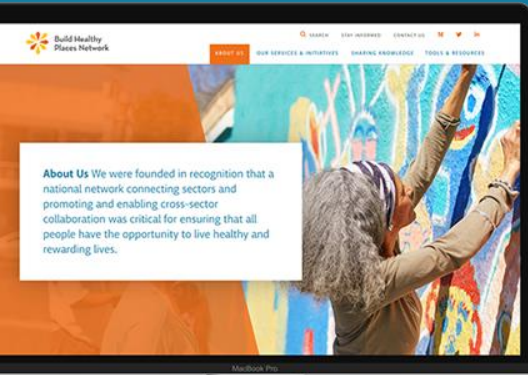 Build Healthy
Places Network
SEARCH STAY INFORMED CONTACT US
ABOUT US OUR SERVICES & INITIATIVES SHARING KNOWLEDGE TOOLS & RESOURCES
About Us We were founded in recognition that a
national network connecting sectors and
promoting and enabling cross-sector
collaboration was critical for ensuring that all
people have the opportunity to live healthy and
rewarding lives.
MacBook Pro